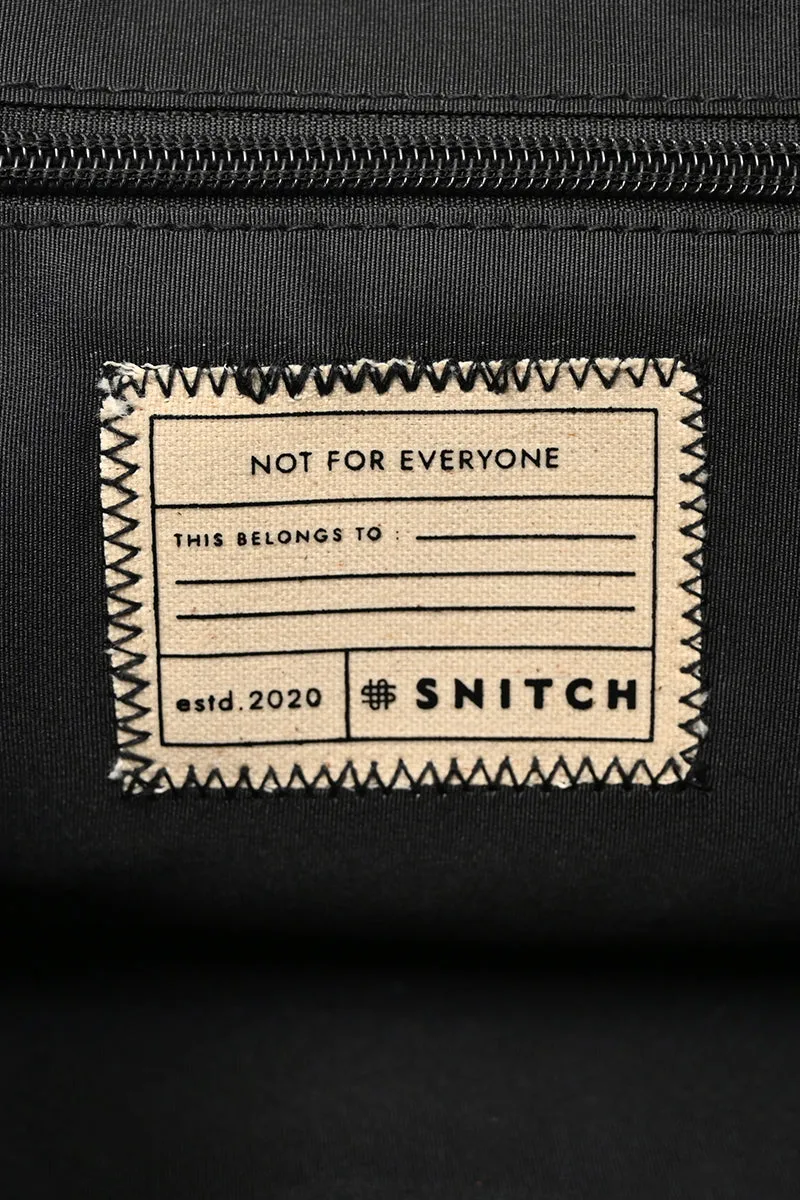 NOT FOR EVERYONE
THIS BELONGS TO :
estd.2020
SNITCH